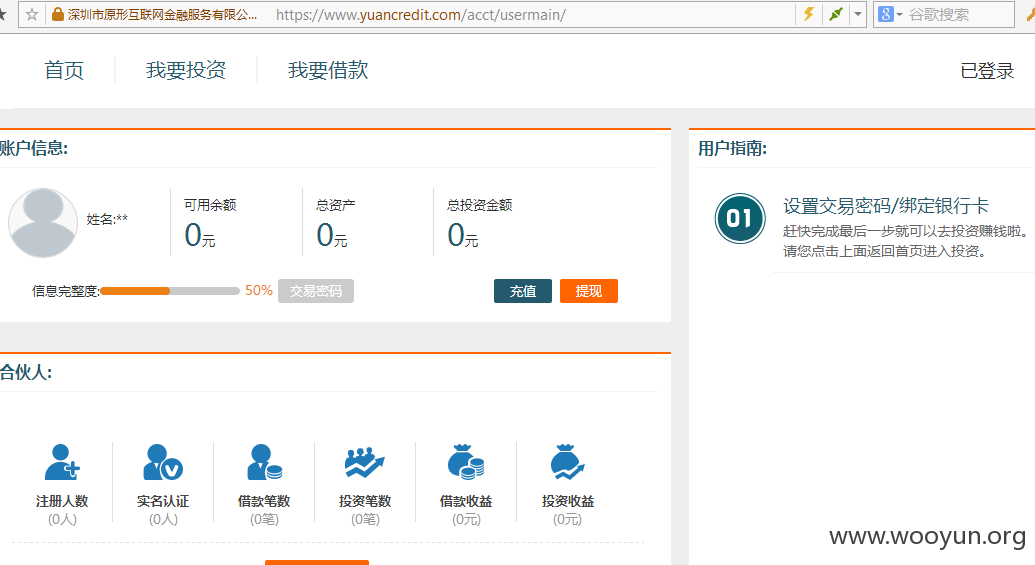 深圳市原形互联网金融服务有限公... https://www.yuancredit.com/acct/usermain/ 谷歌搜索
首页 我要投资 我要借款 已登录
账户信息:
姓名:**
可用余额 总资产 总投资金额
0元 0元 0元
信息完整度: 50% 交易密码 充值 提现
用户指南:
01 设置交易密码/绑定银行卡
赶快完成最后一步就可以去投资赚钱啦。
请您点击上面返回首页进入投资。
合伙人:
注册人数 实名认证 借款笔数 投资笔数 借款收益 投资收益
(0人) (0人) (0笔) (0笔) (0元) (0元)
www.wooyun.org